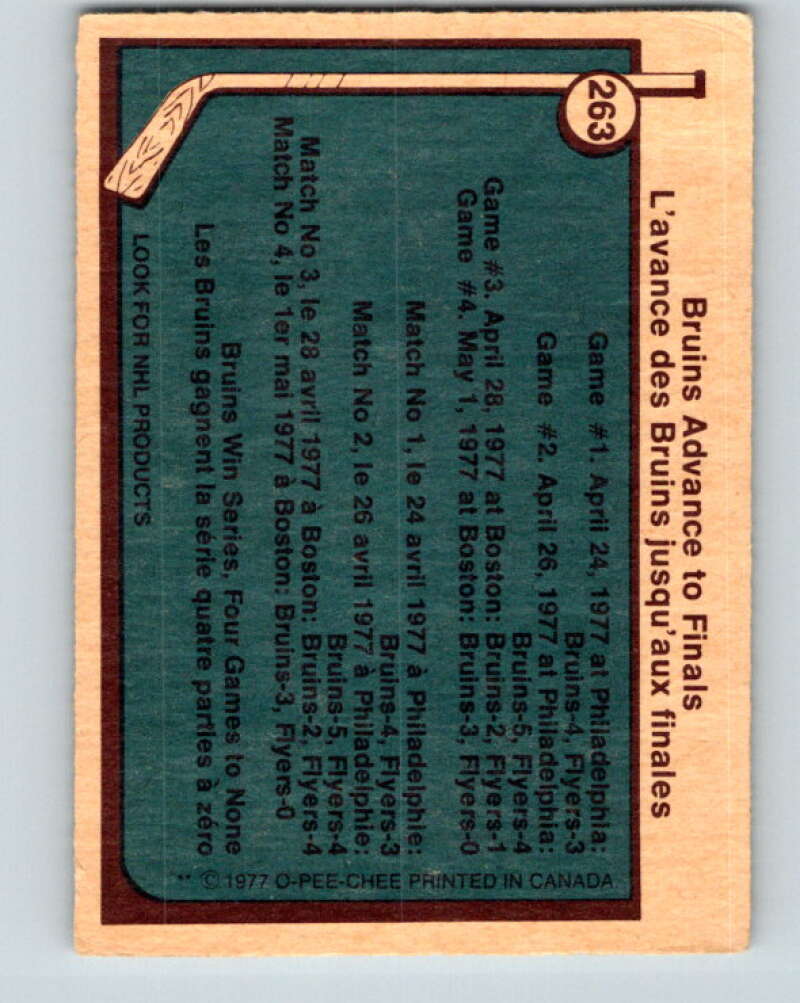 263
Bruins Advance to Finals
L'avance des Bruins jusqu'aux finales
Game #1. April 24, 1977 at Philadelphia:
Bruins-4, Flyers-3
Game #2. April 26, 1977 at Philadelphia:
Bruins-5, Flyers-4
Game #3. April 28, 1977 at Boston: Bruins-2, Flyers-1
Game #4. May 1, 1977 at Boston: Bruins-3, Flyers-0
Match No 1, le 24 avril 1977 à Philadelphie:
Bruins-4, Flyers-3
Match No 2, le 26 avril 1977 à Philadelphie:
Bruins-5, Flyers-4
Match No 3, le 28 avril 1977 à Boston: Bruins-2, Flyers-4
Match No 4, le 1er mai 1977 à Boston: Bruins-3, Flyers-0
Bruins Win Series, Four Games to None
Les Bruins gagnent la série quatre parties à zéro
LOOK FOR NHL PRODUCTS
** © 1977 O-PEE-CHEE PRINTED IN CANADA